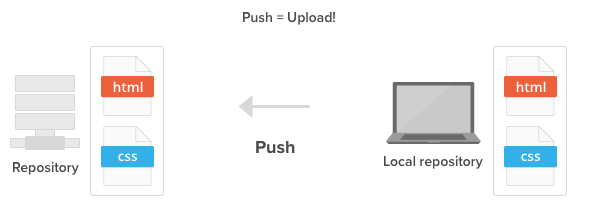 Push = Upload!
html
css
Repository
Push
html
css
Local repository